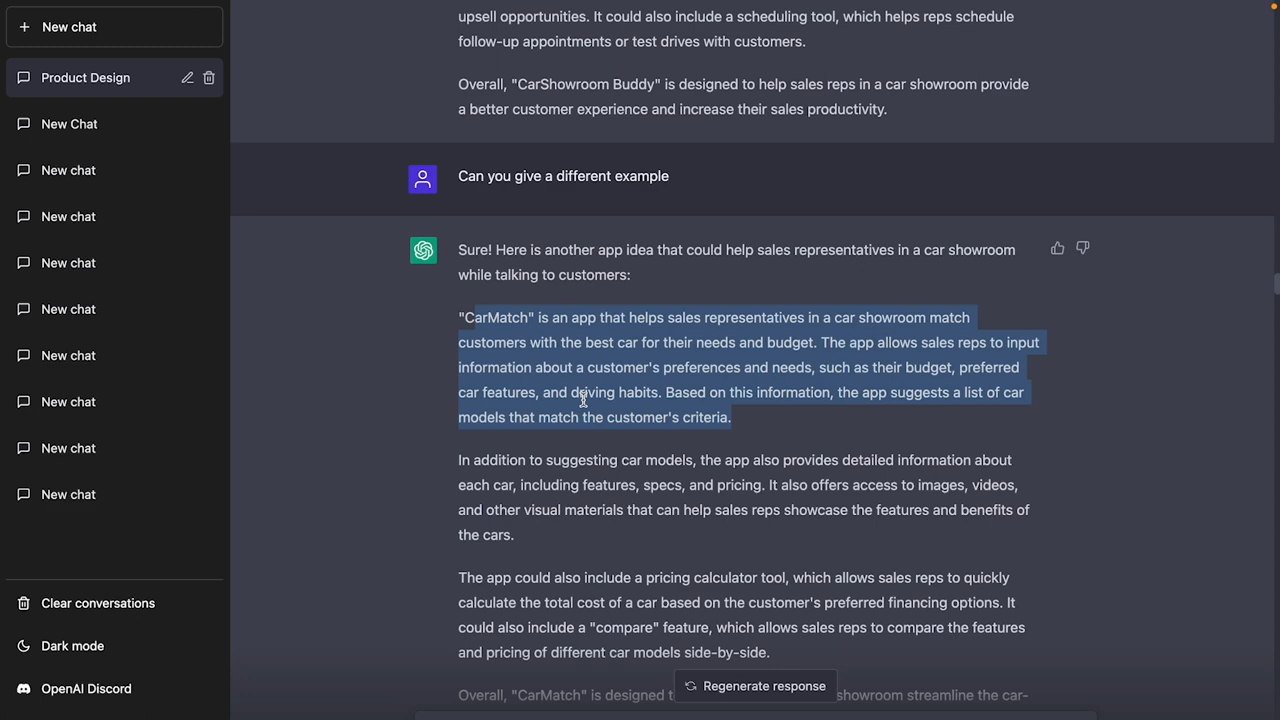 New chat
Product Design
New Chat
New chat
New chat
New chat
New chat
New chat
New chat
New chat
New chat
Clear conversations
Dark mode
OpenAI Discord
upsell opportunities. It could also include a scheduling tool, which helps reps schedule
follow-up appointments or test drives with customers.
Overall, "CarShowroom Buddy" is designed to help sales reps in a car showroom provide
a better customer experience and increase their sales productivity.
Can you give a different example
Sure! Here is another app idea that could help sales representatives in a car showroom
while talking to customers:
"CarMatch" is an app that helps sales representatives in a car showroom match
customers with the best car for their needs and budget. The app allows sales reps to input
information about a customer's preferences and needs, such as their budget, preferred
car features, and driving habits. Based on this information, the app suggests a list of car
models that match the customer's criteria.
In addition to suggesting car models, the app also provides detailed information about
each car, including features, specs, and pricing. It also offers access to images, videos,
and other visual materials that can help sales reps showcase the features and benefits of
the cars.
The app could also include a pricing calculator tool, which allows sales reps to quickly
calculate the total cost of a car based on the customer's preferred financing options. It
could also include a "compare" feature, which allows sales reps to compare the features
and pricing of different car models side-by-side.
Overall, "CarMatch" is designed t showroom streamline the car-
Regenerate response